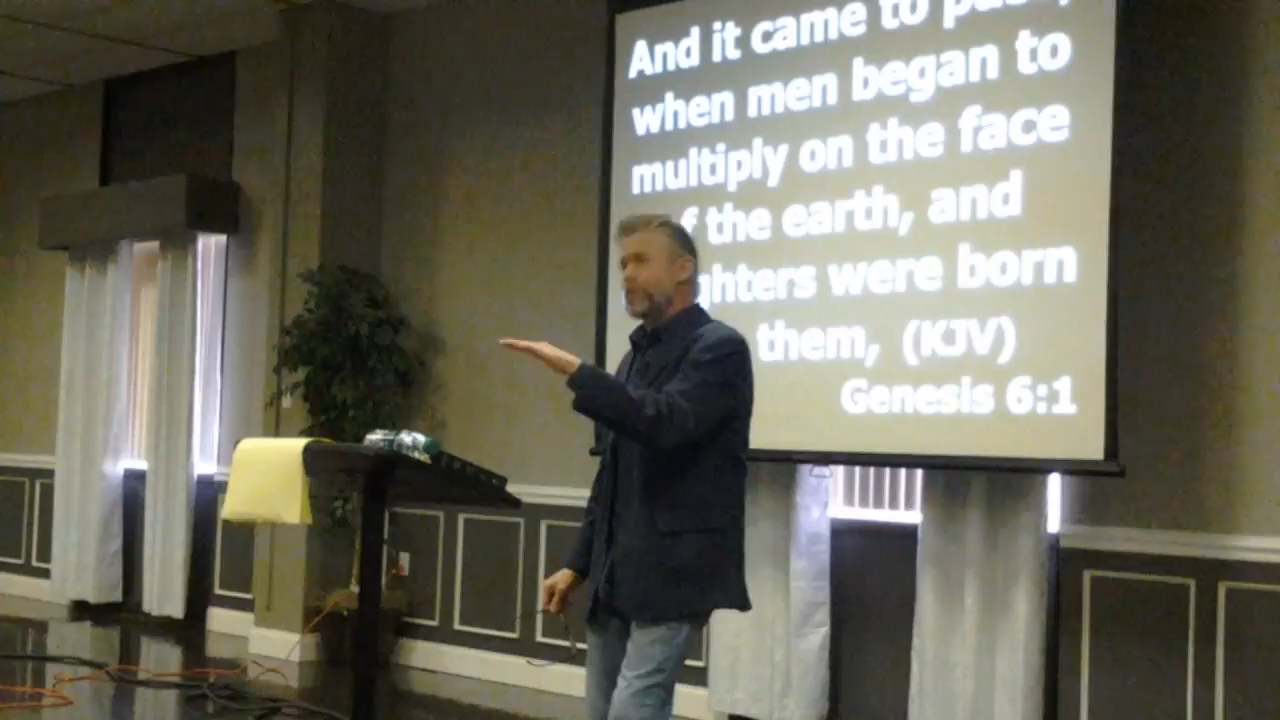 And it came to
when men began to
multiply on the face
the earth, and
were born
them, (KJV)
Genesis 6:1